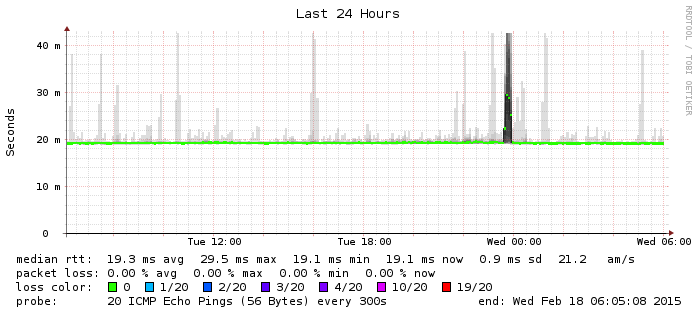 Last 24 Hours
RRDTOOL / TOBI OETIKER
Seconds
40 m
30 m
20 m
10 m
0
Tue 12:00 Tue 18:00 Wed 00:00 Wed 06:00
median rtt: 19.3 ms avg 29.5 ms max 19.1 ms min 19.1 ms now 0.9 ms sd 21.2 am/s
packet loss: 0.00 % avg 0.00 % max 0.00 % min 0.00 % now
loss color: 0 1/20 2/20 3/20 4/20 10/20 19/20
probe: 20 ICMP Echo Pings (56 Bytes) every 300s end: Wed Feb 18 06:05:08 2015